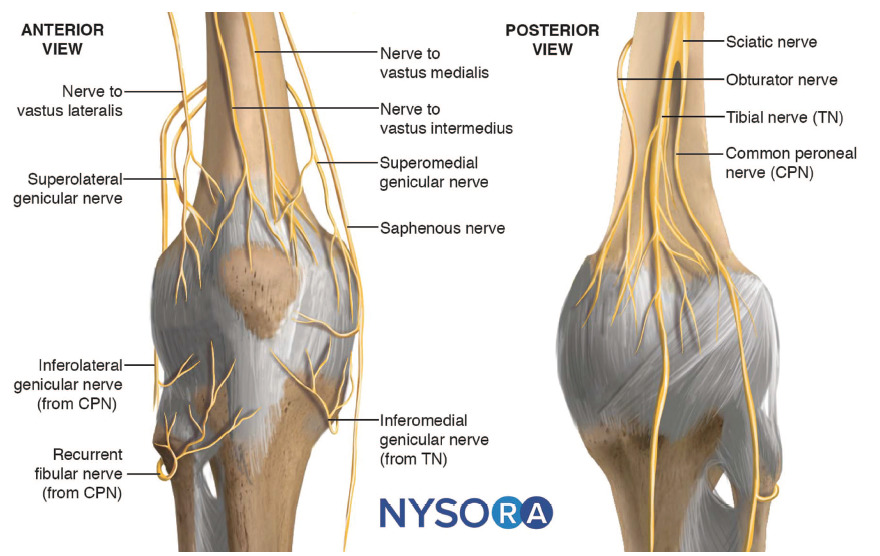 ANTERIOR
VIEW
Nerve to
vastus lateralis
Superolateral
genicular nerve
Inferolateral
genicular nerve
(from CPN)
Recurrent
fibular nerve
(from CPN)
Nerve to
vastus medialis
Nerve to
vastus intermedius
Superomedial
genicular nerve
Saphenous nerve
Inferomedial
genicular nerve
(from TN)
POSTERIOR
VIEW
Sciatic nerve
Obturator nerve
Tibial nerve (TN)
Common peroneal
nerve (CPN)
NYSORA